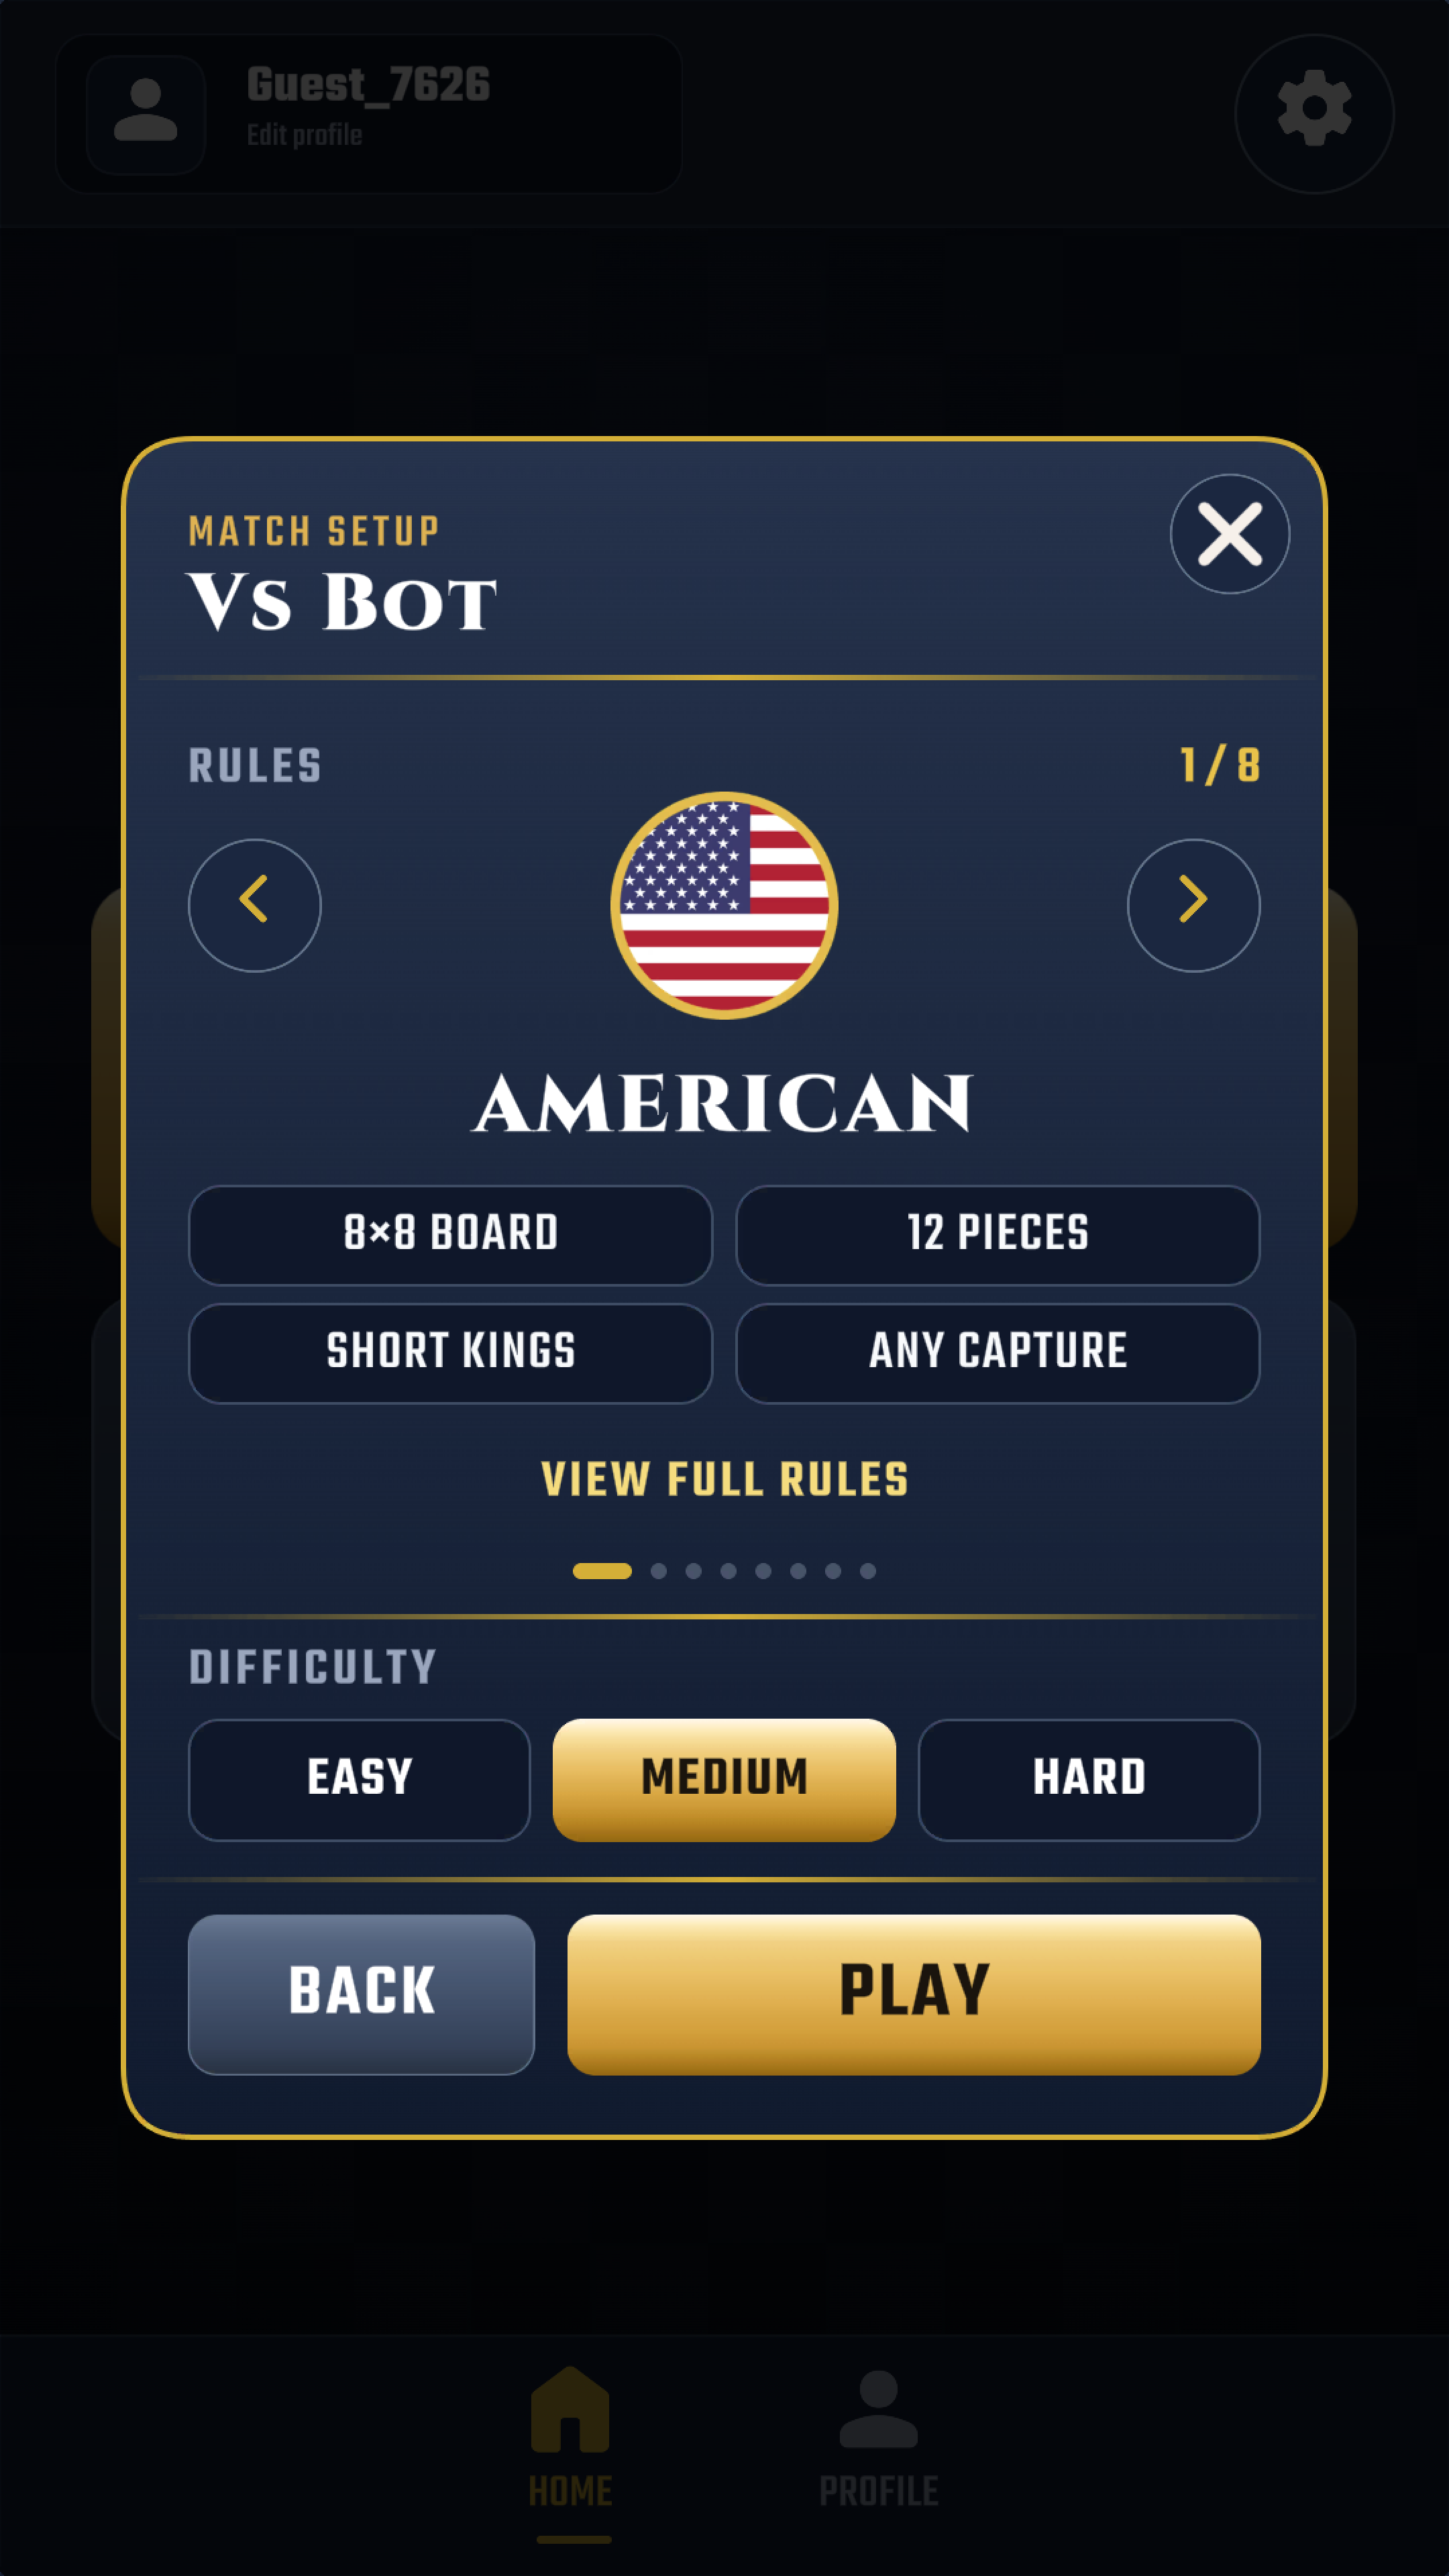 Guest_7626
Edit profile
MATCH SETUP
Vs Bot
RULES
1/8
AMERICAN
8×8 BOARD
12 PIECES
SHORT KINGS
ANY CAPTURE
VIEW FULL RULES
DIFFICULTY
EASY
MEDIUM
HARD
BACK
PLAY
HOME
PROFILE